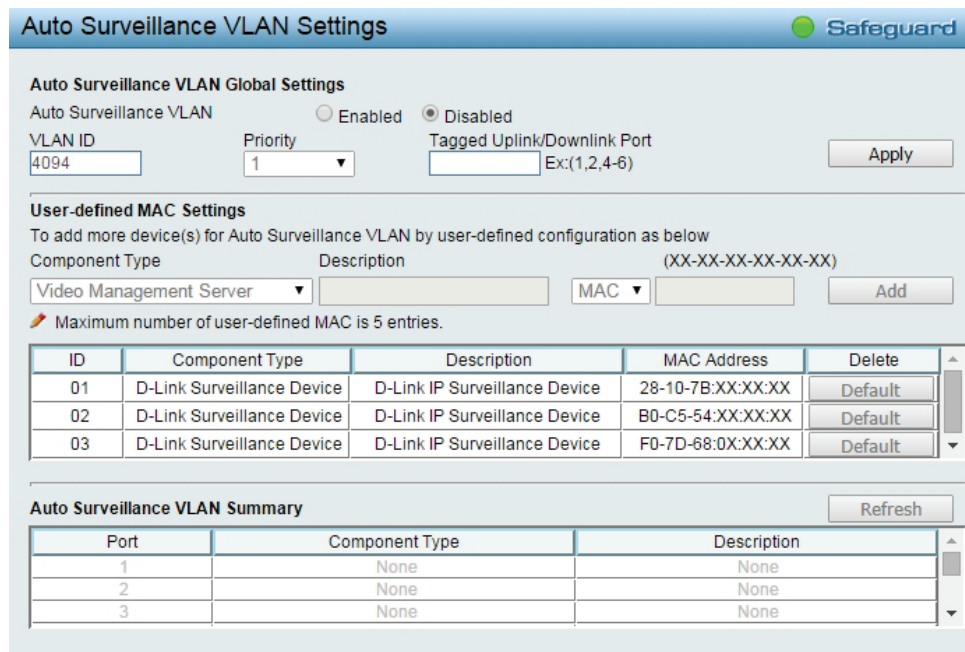 Auto Surveillance VLAN Settings Safeguard
Auto Surveillance VLAN Global Settings
Auto Surveillance VLAN Enabled Disabled
VLAN ID Priority Tagged Uplink/Downlink Port
4094 1 Ex:(1,2,4-6) Apply
User-defined MAC Settings
To add more device(s) for Auto Surveillance VLAN by user-defined configuration as below
Component Type Description (XX-XX-XX-XX-XX-XX)
Video Management Server MAC Add
Maximum number of user-defined MAC is 5 entries.
ID Component Type Description MAC Address Delete
01 D-Link Surveillance Device D-Link IP Surveillance Device 28-10-7B:XX:XX:XX Default
02 D-Link Surveillance Device D-Link IP Surveillance Device B0-C5-54:XX:XX:XX Default
03 D-Link Surveillance Device D-Link IP Surveillance Device F0-7D-68:0X:XX:XX Default
Auto Surveillance VLAN Summary Refresh
Port Component Type Description
1 None None
2 None None
3 None None